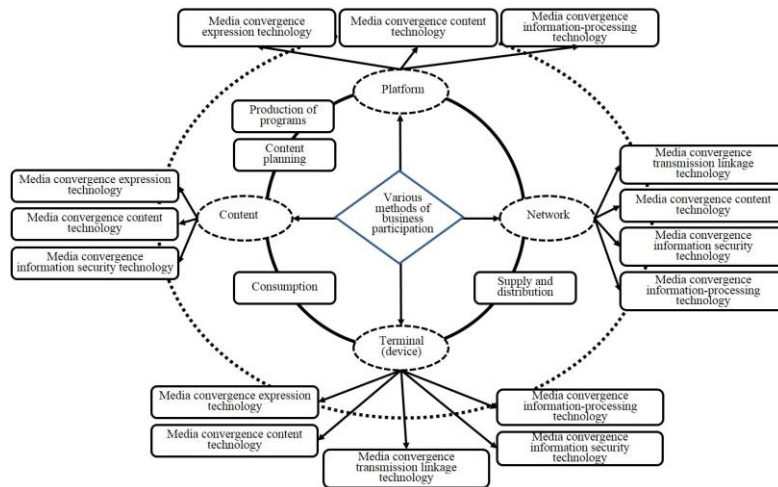 Media convergence
expression technology
Media convergence content
technology
Media convergence
information-processing
technology
Platform
Production of
programs
Content
planning
Media convergence expression
technology
Media convergence content
technology
Media convergence
information security technology
Content
Various
methods of
business
participation
Network
Media convergence
transmission linkage
technology
Media convergence content
technology
Media convergence
information security
technology
Media convergence
information-processing
technology
Consumption
Supply and
distribution
Terminal
(device)
Media convergence expression
technology
Media convergence content
technology
Media convergence
transmission linkage
technology
Media convergence
information-processing
technology
Media convergence
information security
technology